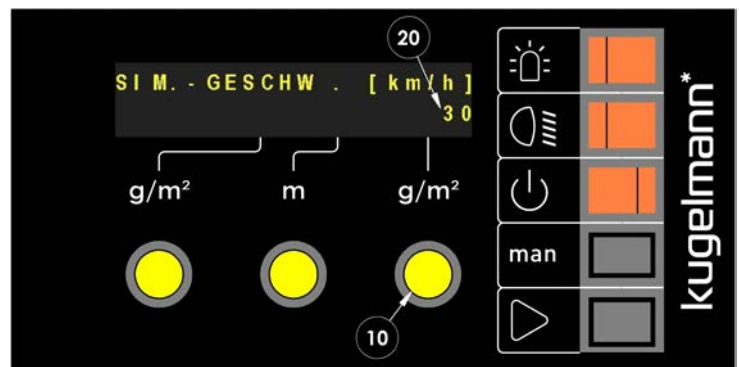 20
SIM.-GESCHW. [km/h]
30
g/m² m g/m²
man
10
kugelmann*